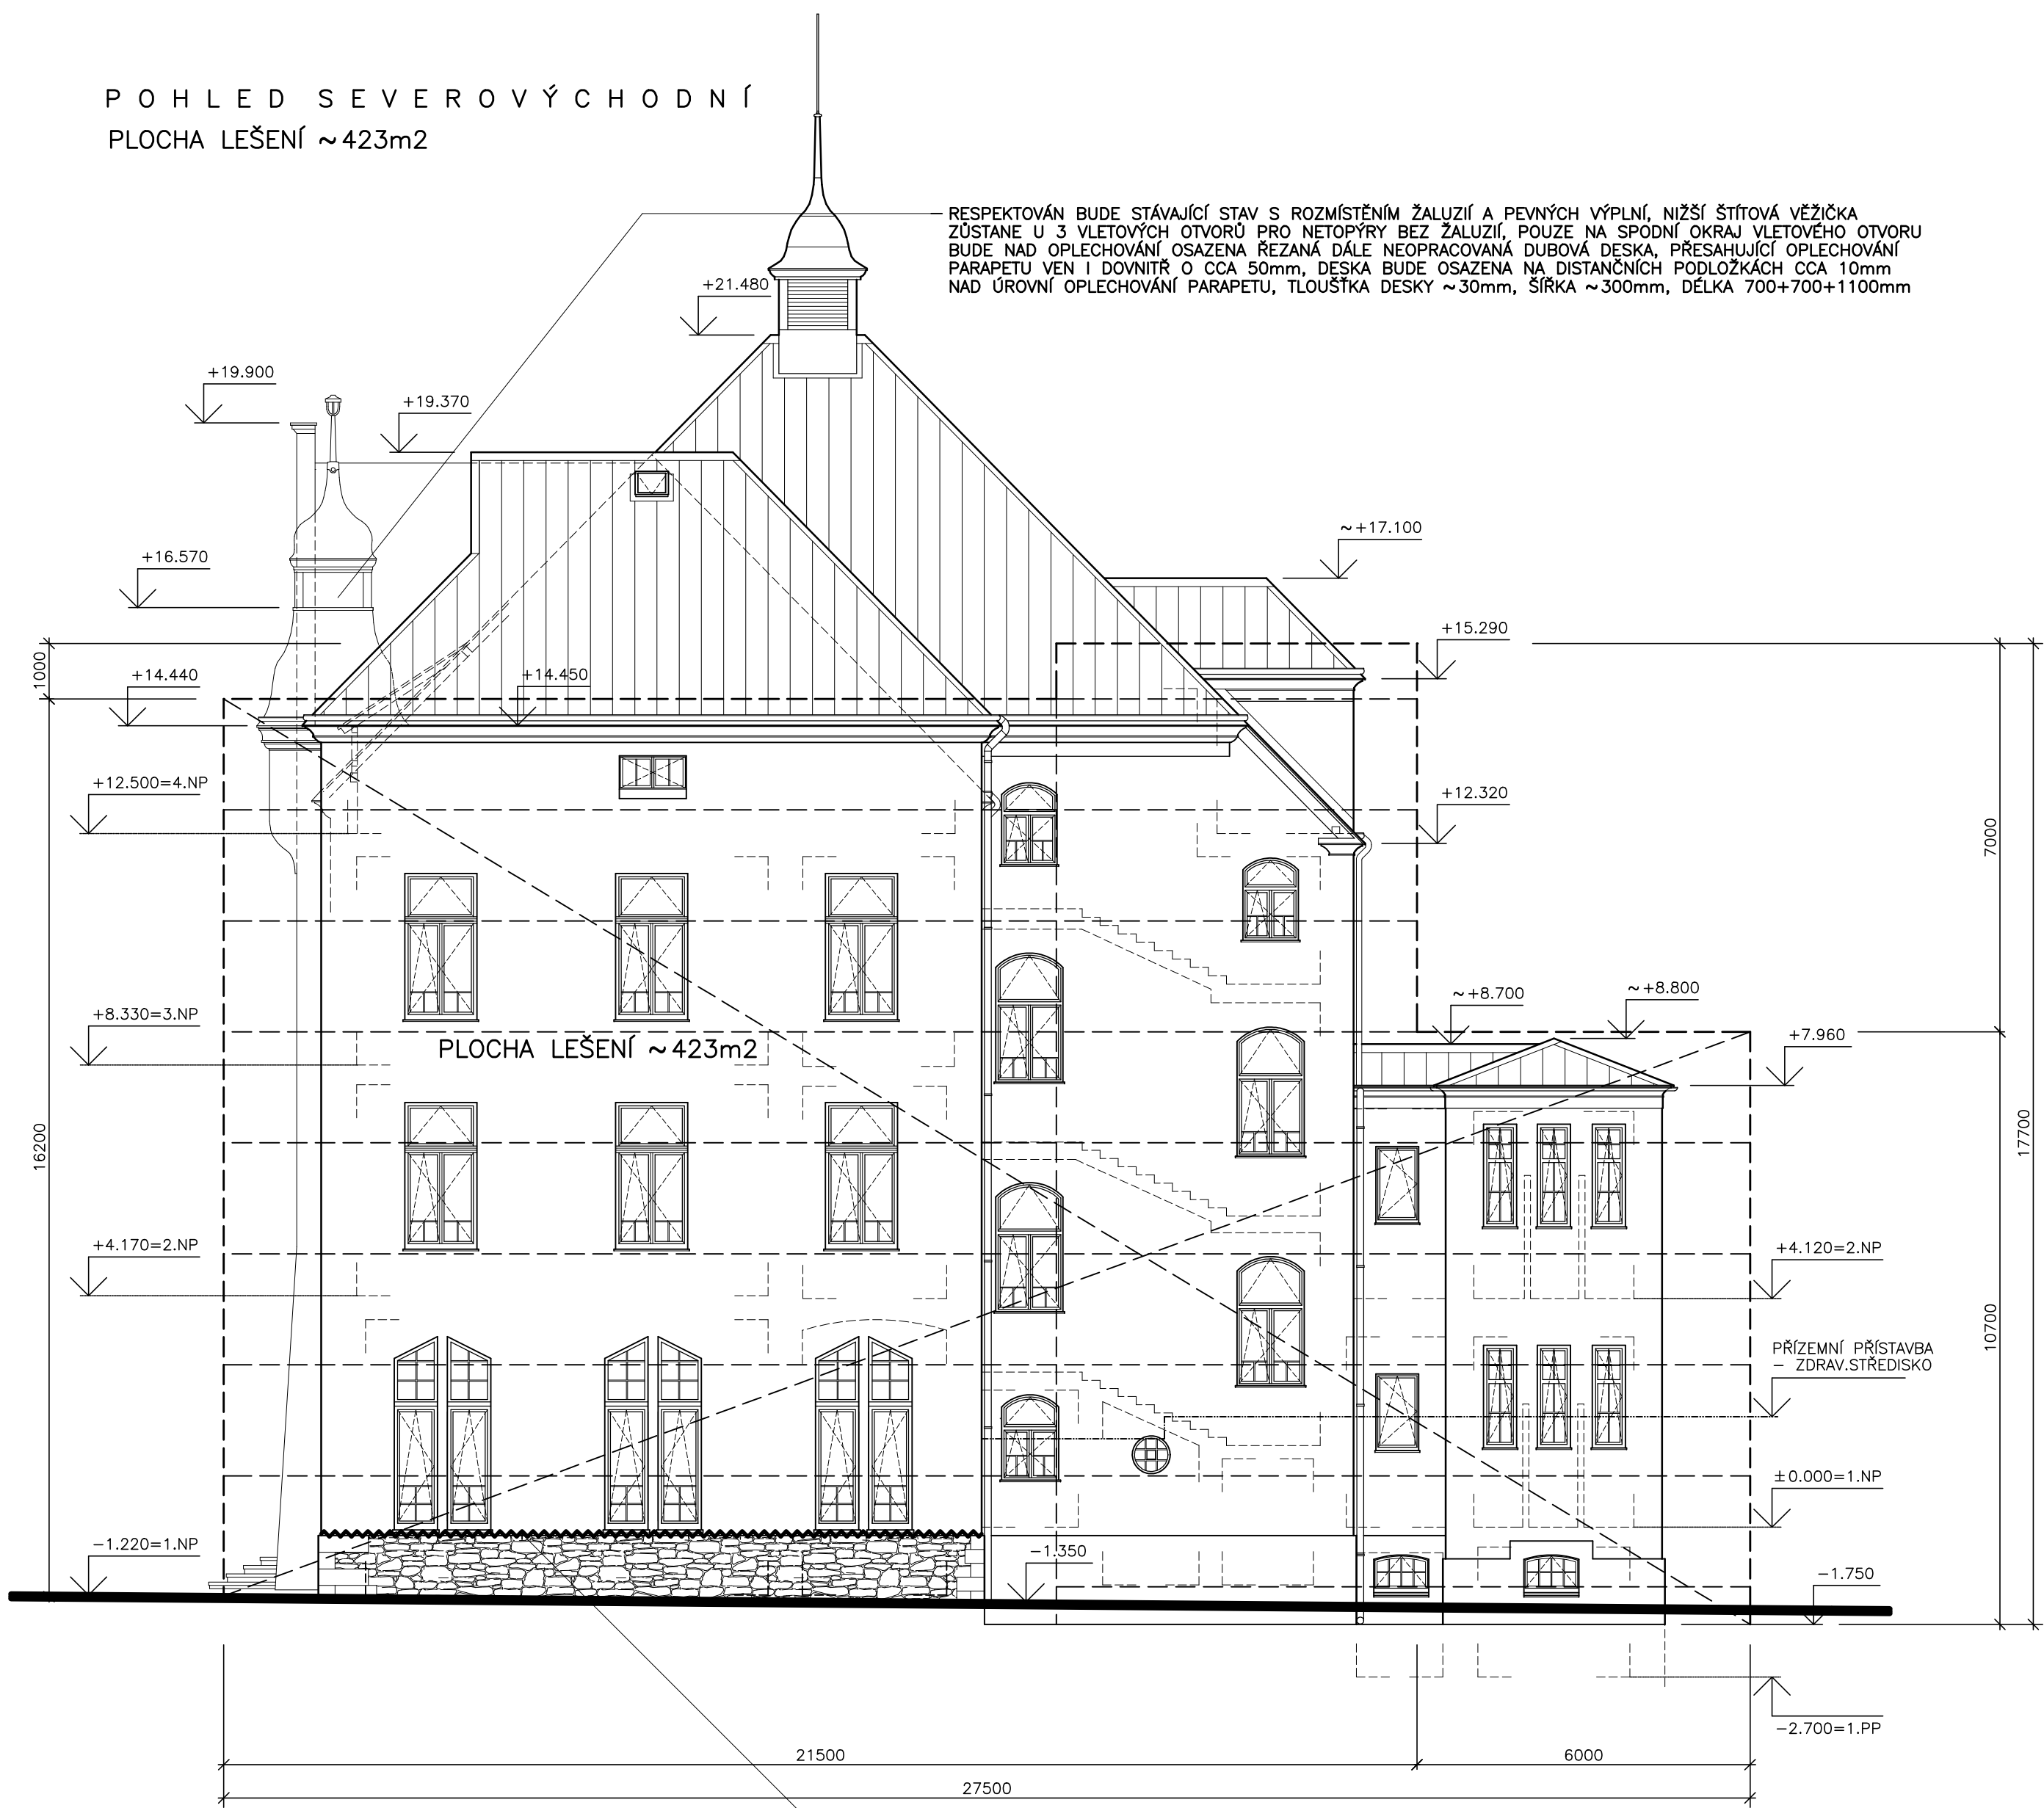 POHLED SEVEROVÝCHODNÍ
PLOCHA LEŠENÍ ~423m2
RESPEKTOVÁN BUDE STÁVAJÍCÍ STAV S ROZMÍSTĚNÍM ŽALUZIÍ A PEVNÝCH VÝPLNÍ, NIŽŠÍ ŠTÍTOVÁ VĚŽIČKA
ZŮSTANE U 3 VLETOVÝCH OTVORŮ PRO NETOPÝRY BEZ ŽALUZIÍ, POUZE NA SPODNÍ OKRAJ VLETOVÉHO OTVORU
BUDE NAD OPLECHOVÁNÍ OSAZENA ŘEZANÁ DÁLE NEOPRACOVANÁ DUBOVÁ DESKA, PŘESAHUJÍCÍ OPLECHOVÁNÍ
PARAPETU VEN I DOVNITŘ O CCA 50mm, DESKA BUDE OSAZENA NA DISTANČNÍCH PODLOŽKÁCH CCA 10mm
NAD ÚROVNÍ OPLECHOVÁNÍ PARAPETU, TLOUŠŤKA DESKY ~30mm, ŠÍŘKA ~300mm, DÉLKA 700+700+1100mm
+21.480
+19.900
+19.370
~+17.100
+16.570
+15.290
1000
+14.440
+14.450
+12.500=4.NP
+12.320
7000
~+8.700
~+8.800
+8.330=3.NP
+7.960
PLOCHA LEŠENÍ ~423m2
16200
17700
+4.170=2.NP
+4.120=2.NP
10700
PŘÍZEMNÍ PŘÍSTAVBA
- ZDRAV.STŘEDISKO
±0.000=1.NP
-1.220=1.NP
-1.350
-1.750
-2.700=1.PP
21500
6000
27500